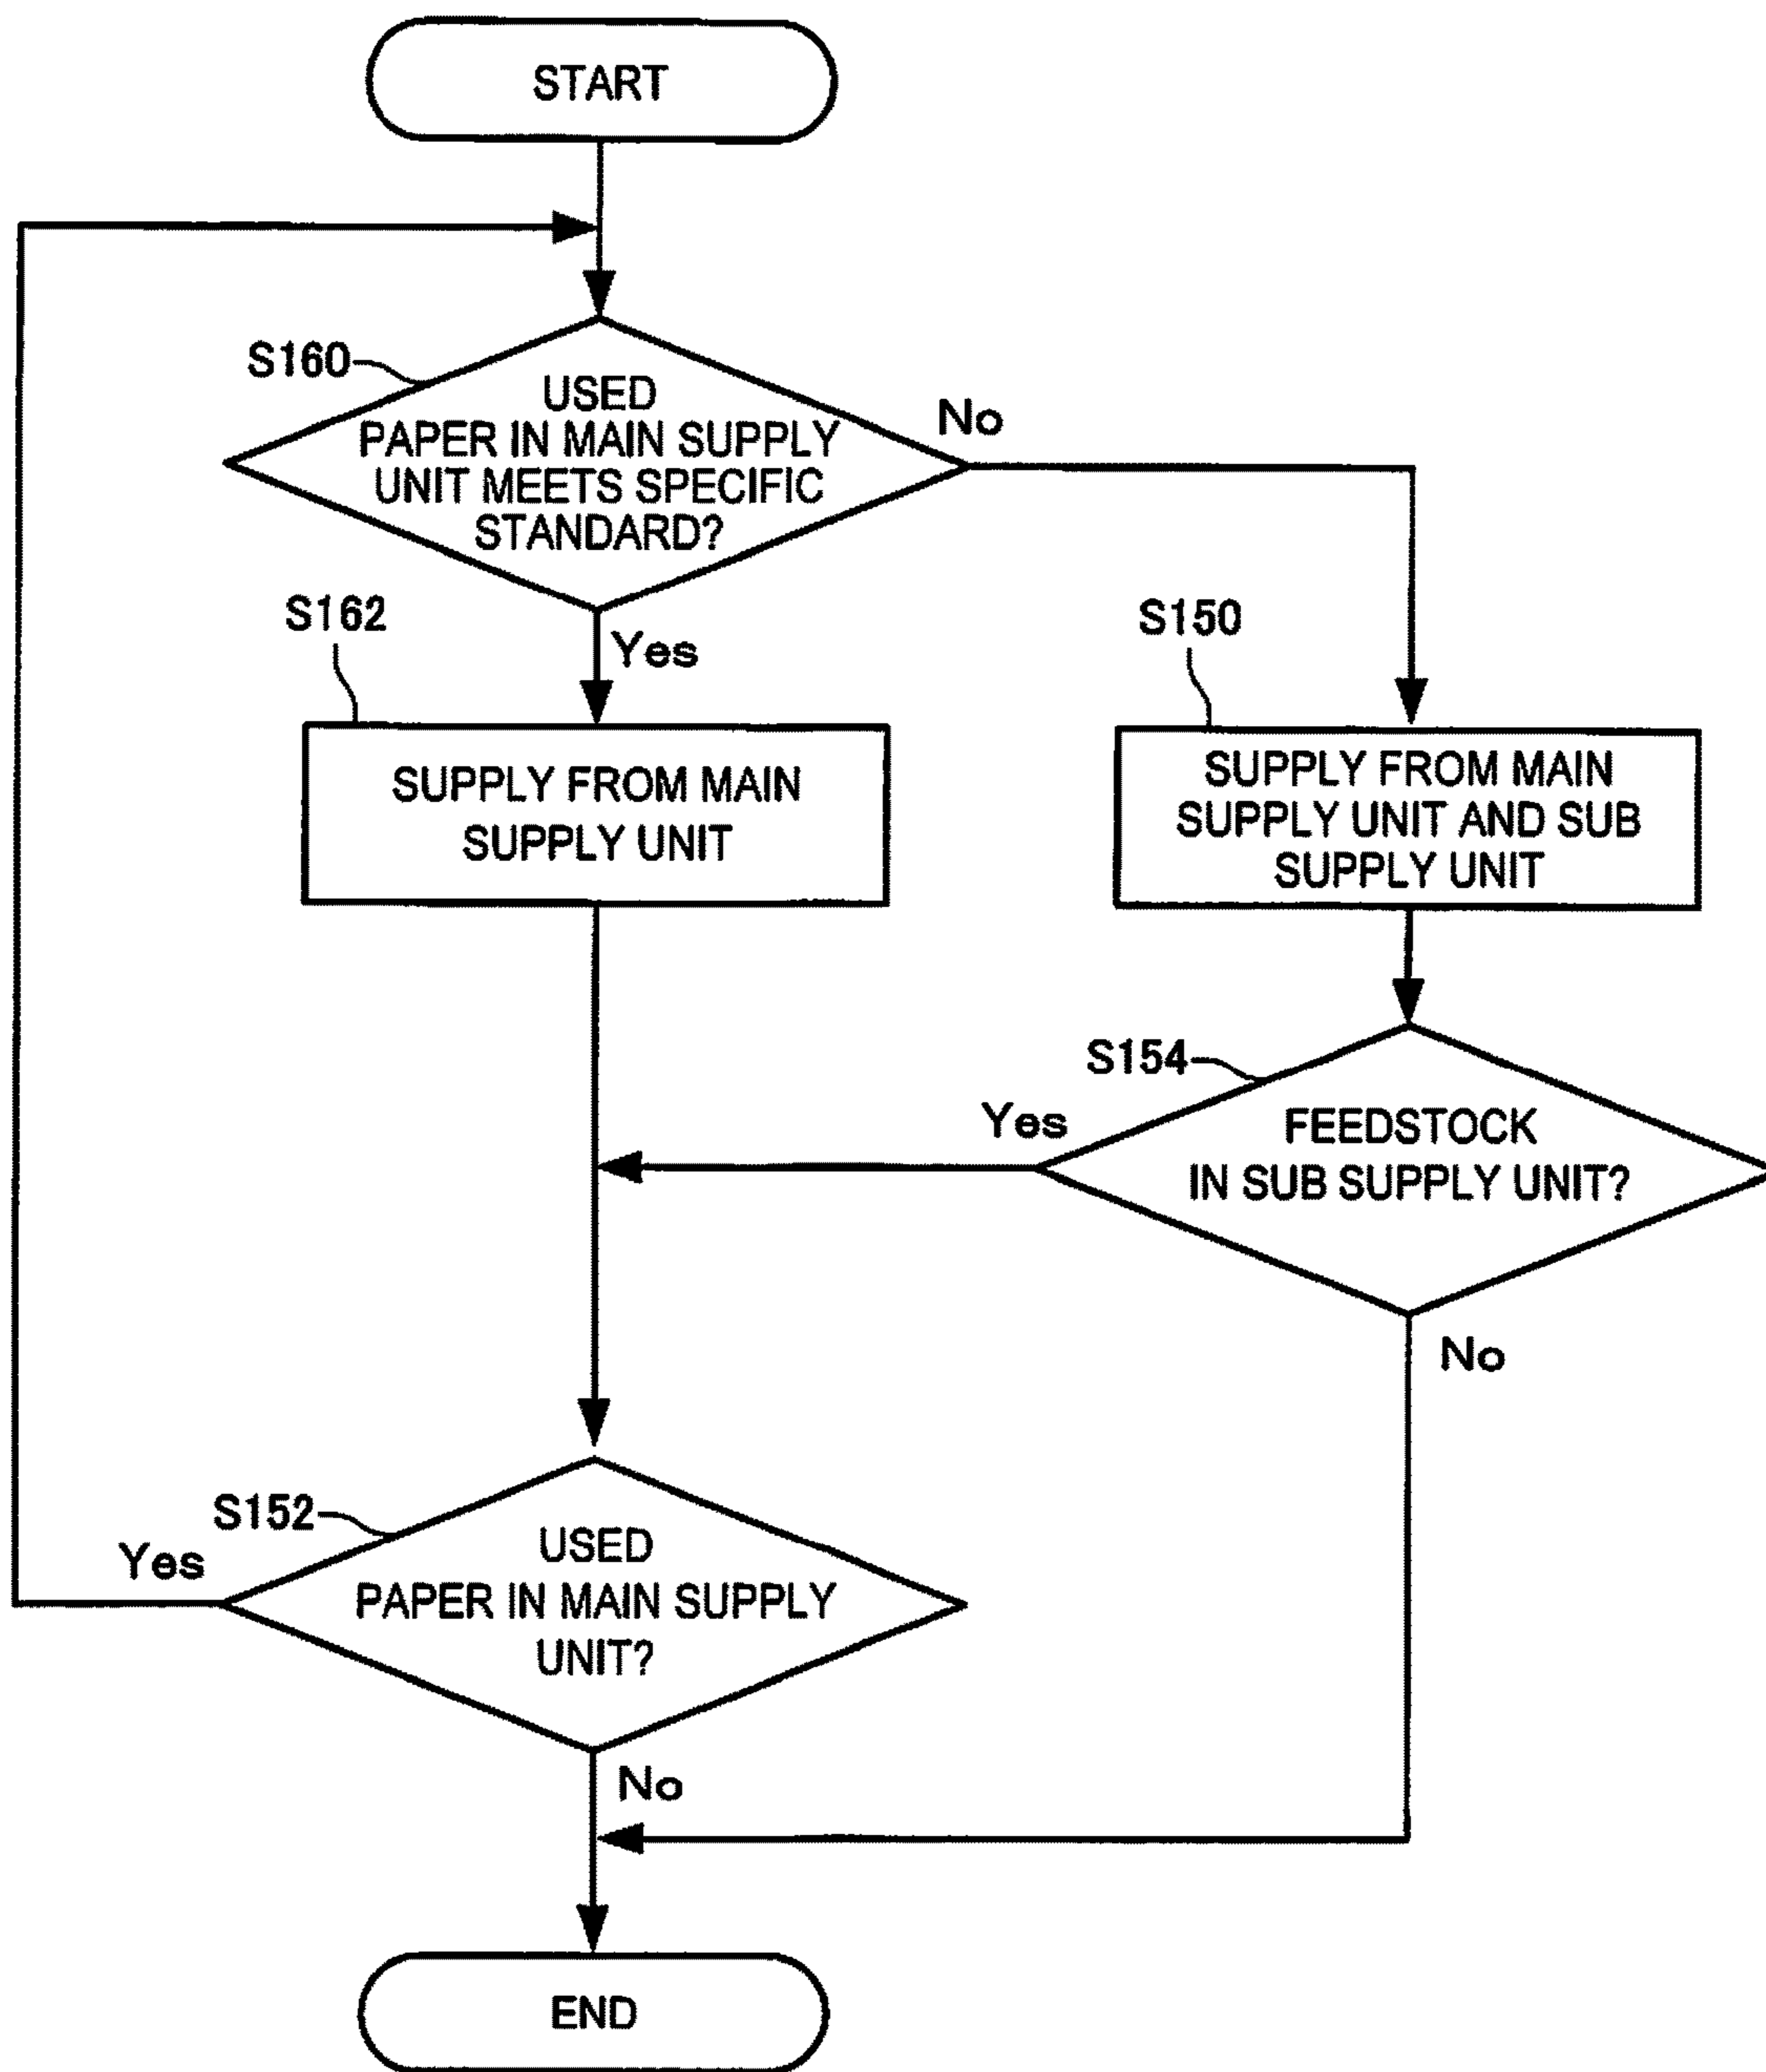 START
S160
USED
PAPER IN MAIN SUPPLY
UNIT MEETS SPECIFIC
STANDARD?
No
Yes
S162
SUPPLY FROM MAIN
SUPPLY UNIT
S150
SUPPLY FROM MAIN
SUPPLY UNIT AND SUB
SUPPLY UNIT
S154
FEEDSTOCK
IN SUB SUPPLY UNIT?
Yes
No
S152
USED
PAPER IN MAIN SUPPLY
UNIT?
Yes
No
END